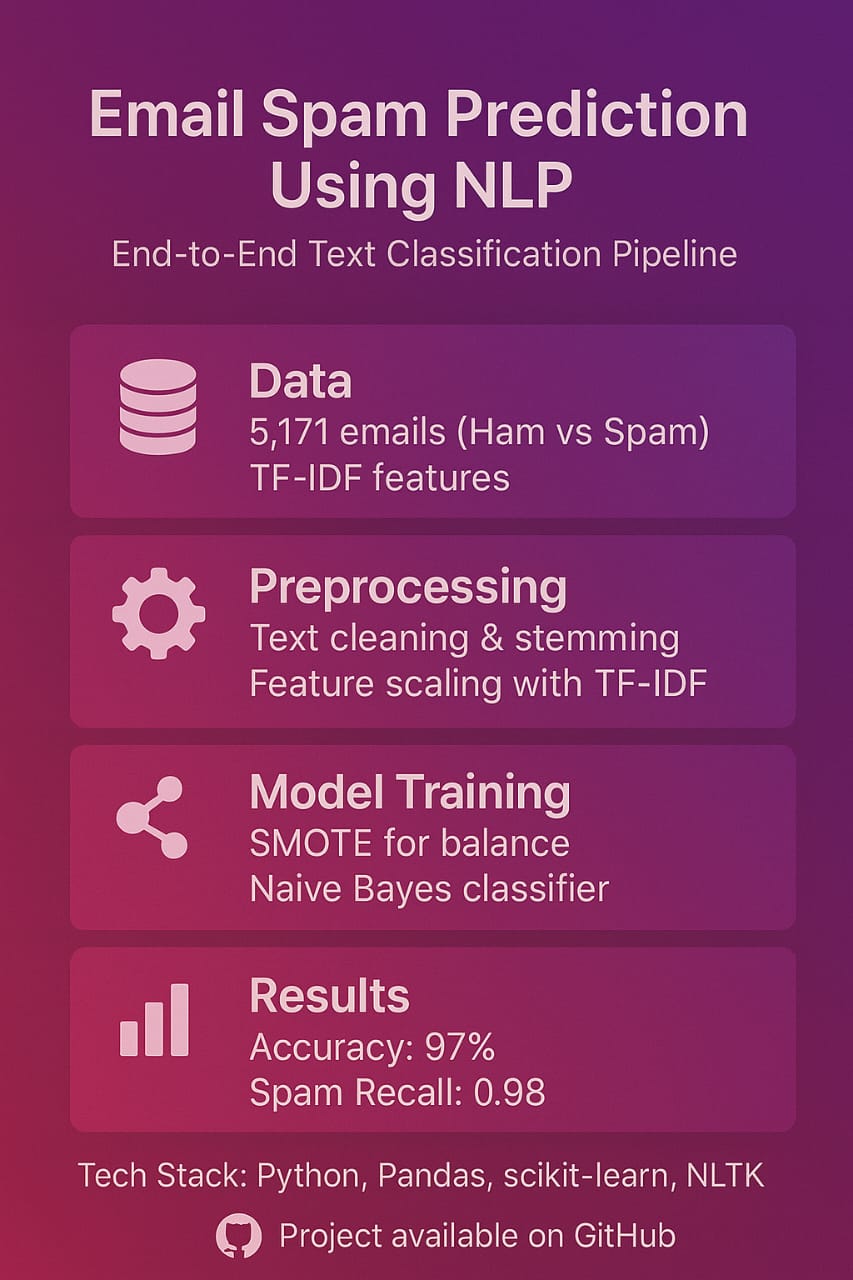 Email Spam Prediction
Using NLP
End-to-End Text Classification Pipeline
Data
5,171 emails (Ham vs Spam)
TF-IDF features
Preprocessing
Text cleaning & stemming
Feature scaling with TF-IDF
Model Training
SMOTE for balance
Naive Bayes classifier
Results
Accuracy: 97%
Spam Recall: 0.98
Tech Stack: Python, Pandas, scikit-learn, NLTK
Project available on GitHub